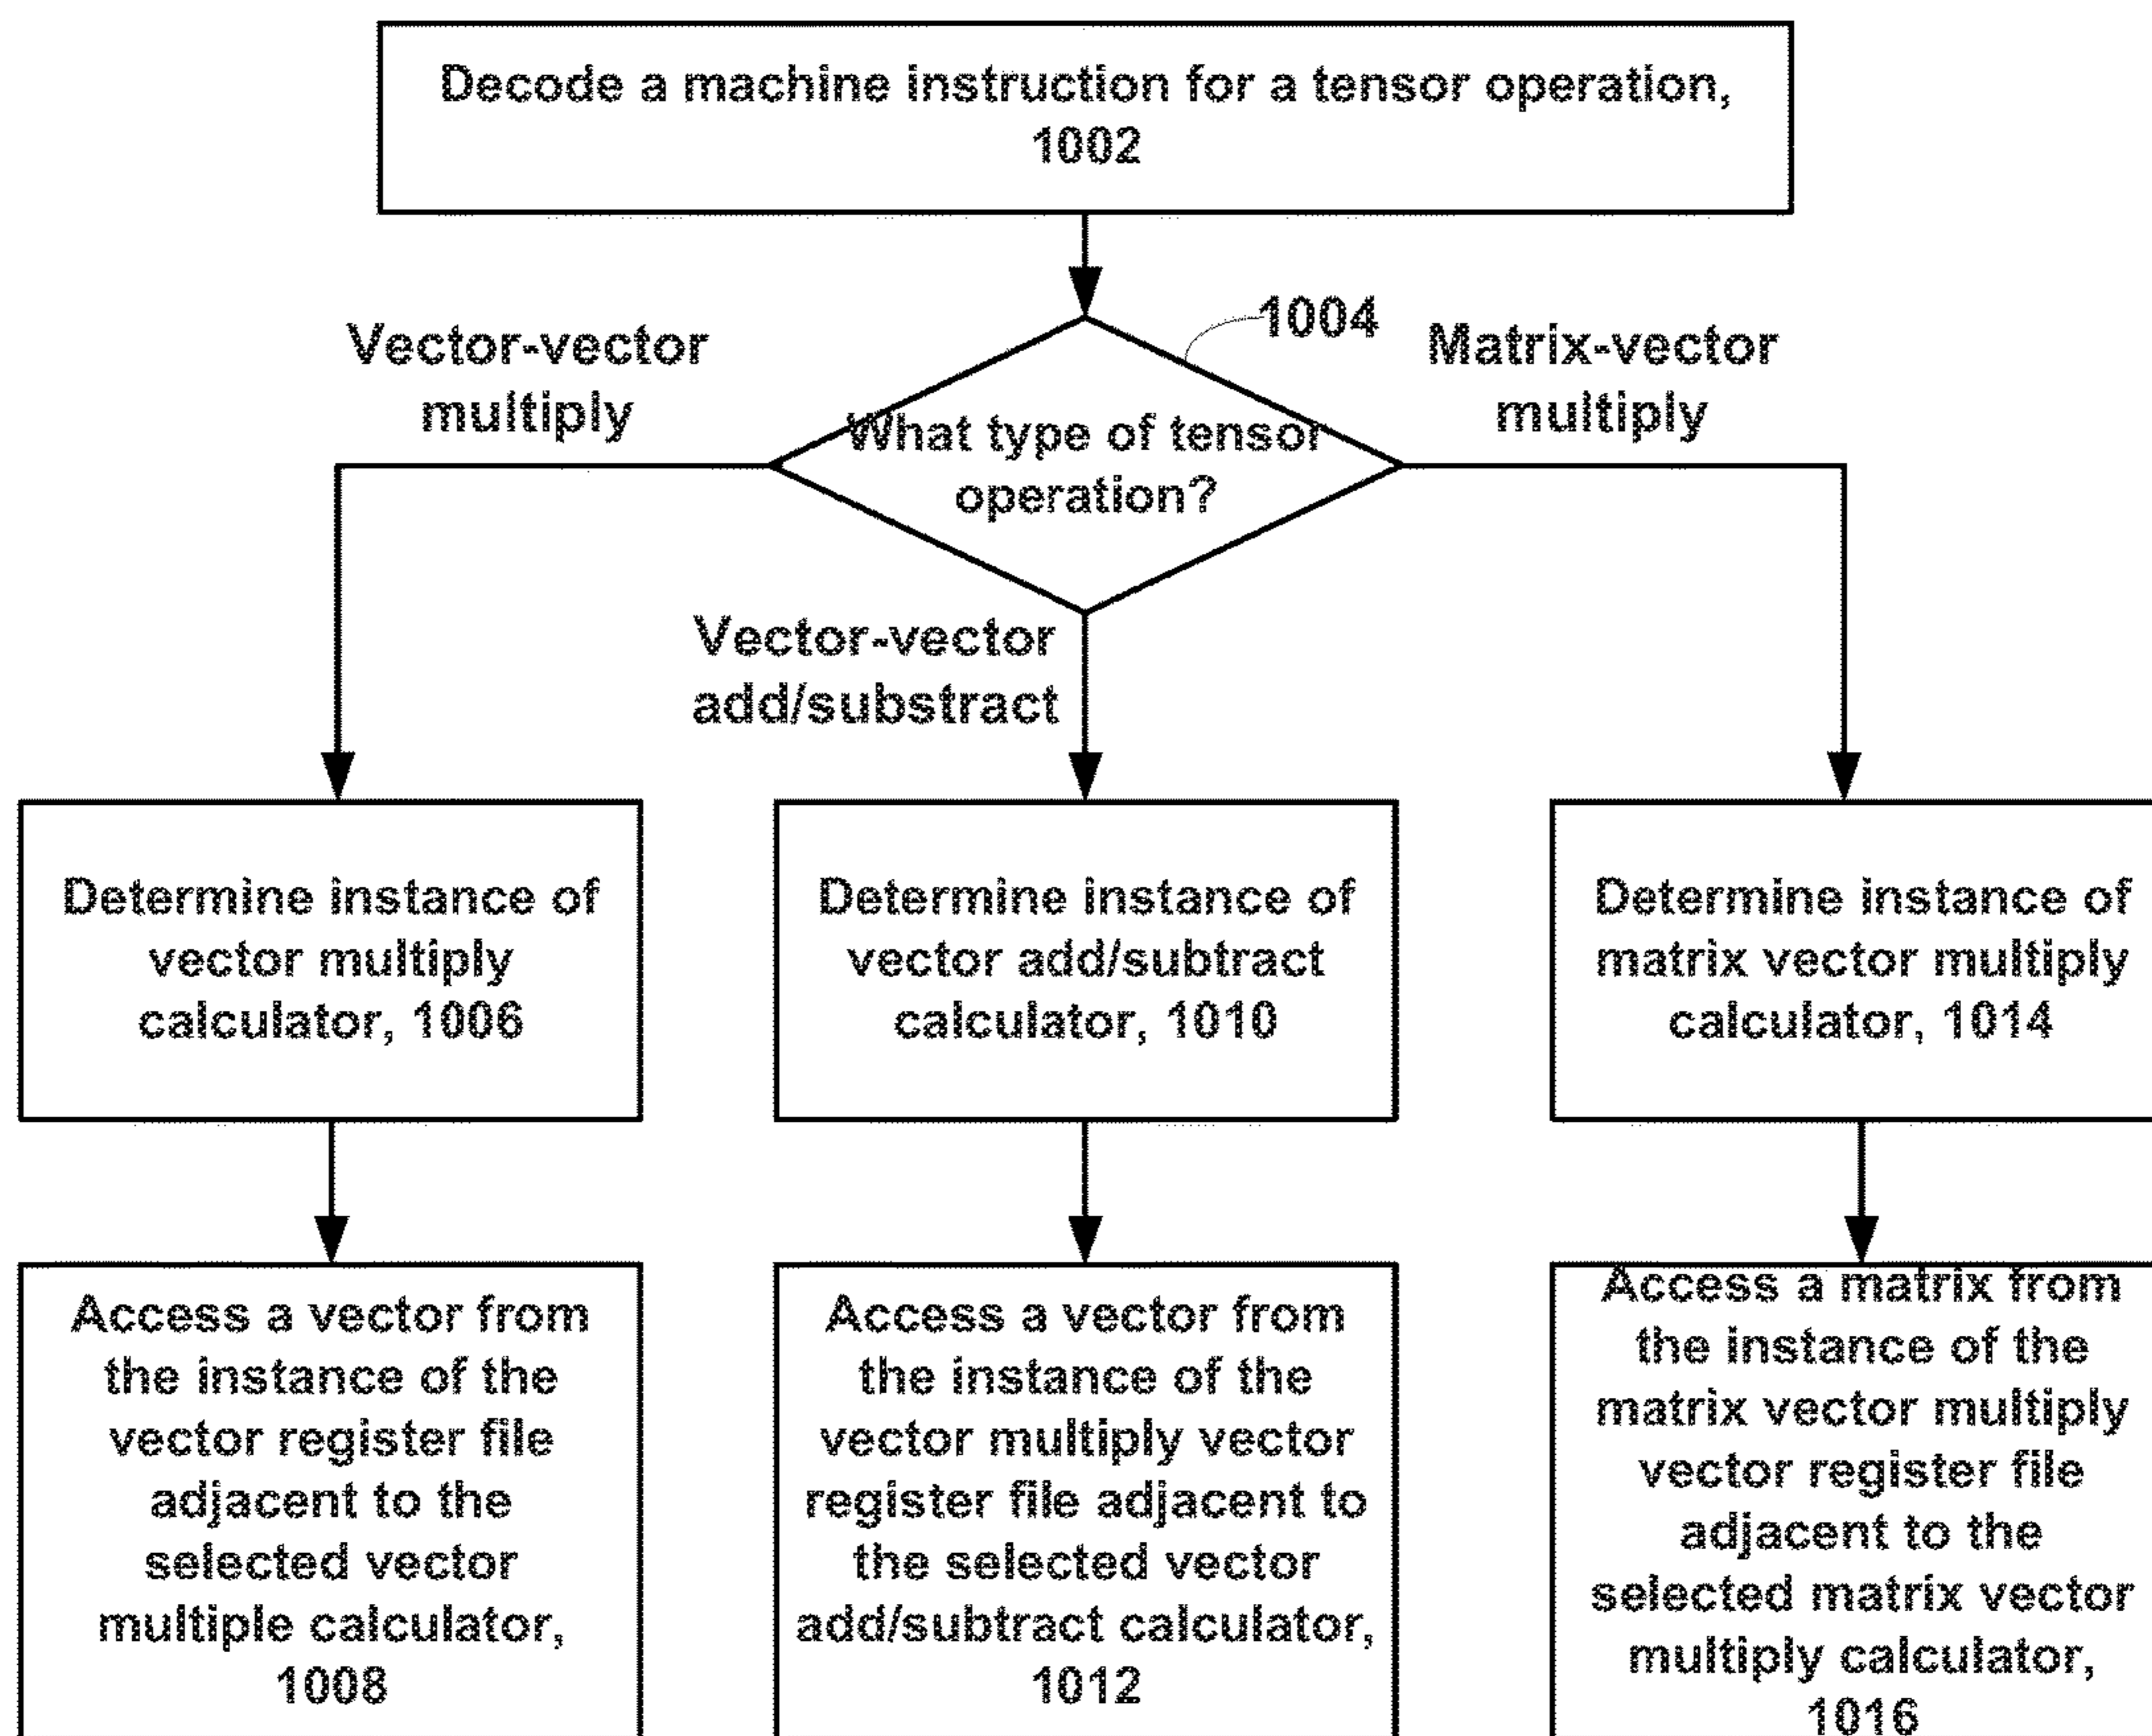 Decode a machine instruction for a tensor operation,
1002
1004
Vector-vector
multiply
Matrix-vector
multiply
What type of tensor
operation?
Vector-vector
add/substract
Determine instance of
vector multiply
calculator, 1006
Determine instance of
vector add/subtract
calculator, 1010
Determine instance of
matrix vector multiply
calculator, 1014
Access a vector from
the instance of the
vector register file
adjacent to the
selected vector
multiple calculator,
1008
Access a vector from
the instance of the
vector multiply vector
register file adjacent to
the selected vector
add/subtract calculator,
1012
Access a matrix from
the instance of the
matrix vector multiply
vector register file
adjacent to the
selected matrix vector
multiply calculator,
1016